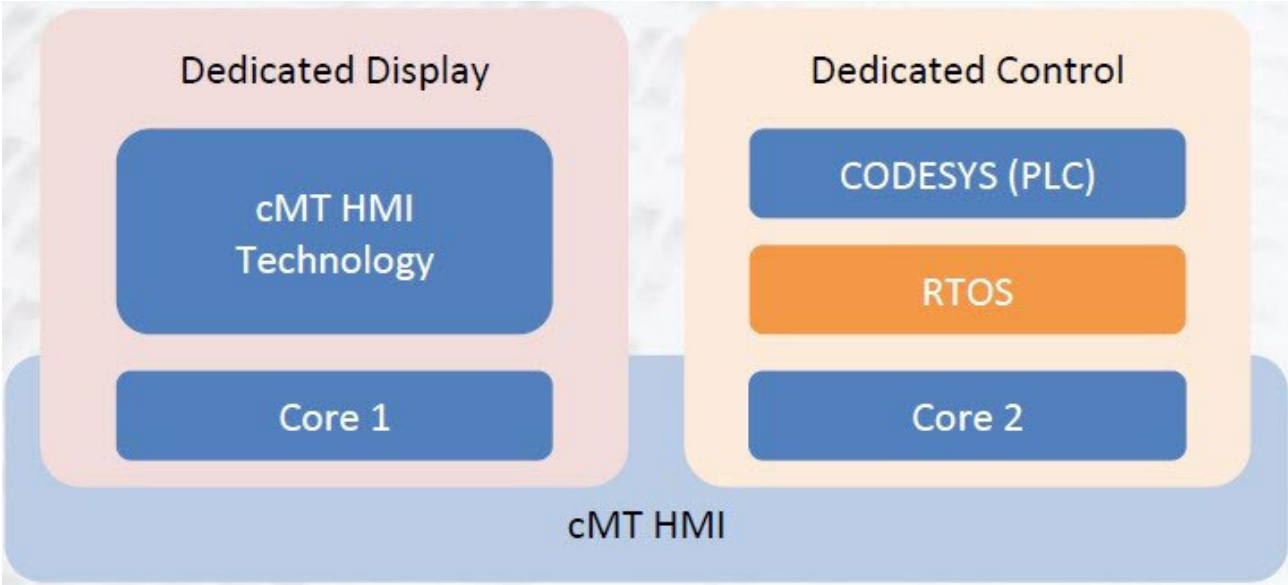 Dedicated Display
cMT HMI
Technology
Core 1
Dedicated Control
CODESYS (PLC)
RTOS
Core 2
cMT HMI